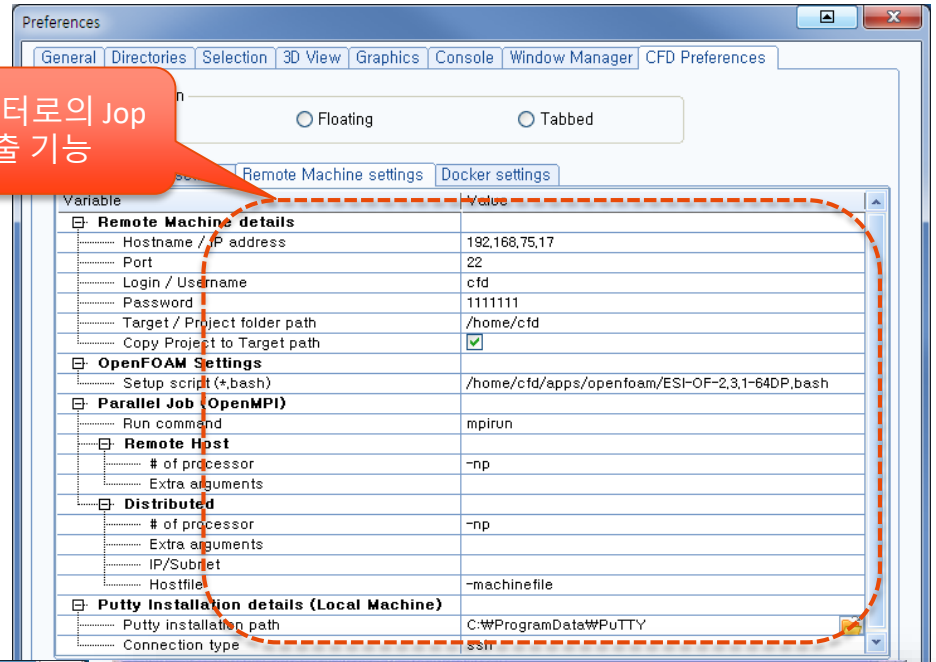 Preferences
General Directories Selection 3D View Graphics Console Window Manager CFD Preferences
Floating Tabbed
터로의 Jop
출 기능
Remote Machine settings Docker settings
Variable Value
Remote Machine details
Hostname / IP address 192,168,75,17
Port 22
Login / Username cfd
Password 1111111
Target / Project folder path /home/cfd
Copy Project to Target path
OpenFOAM Settings
Setup script (*,bash) /home/cfd/apps/openfoam/ESI-OF-2,3,1-64DP,bash
Parallel Job (OpenMPI)
Run command mpirun
Remote Host
# of processor -np
Extra arguments
Distributed
# of processor -np
Extra arguments
IP/Subnet
Hostfile -machinefile
Putty Installation details (Local Machine)
Putty installation path C:₩ProgramData₩PuTTY
Connection type ssh